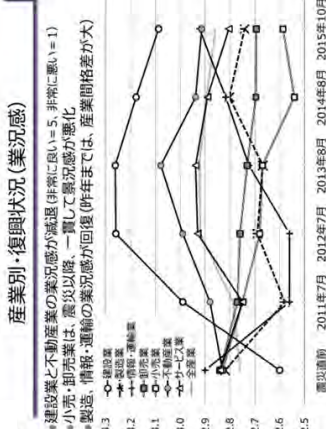 産業別・復興状況(業況感)
建設業と不動産業の業況感が減退(非常に良い=5、非常に悪い=1)
小売・卸売業は、震災以降、一貫して景況感が悪化
製造、情報・運輸の業況感が回復(昨年までは、産業間格差が大)
4.3
4.2
4.1
4.0
2.9
2.8
2.7
2.6
2.5
建設業
製造業
情報・運輸業
卸売業
小売業
不動産業
サービス業
全産業
震災直前 2011年7月 2012年7月 2013年8月 2014年8月 2015年10月